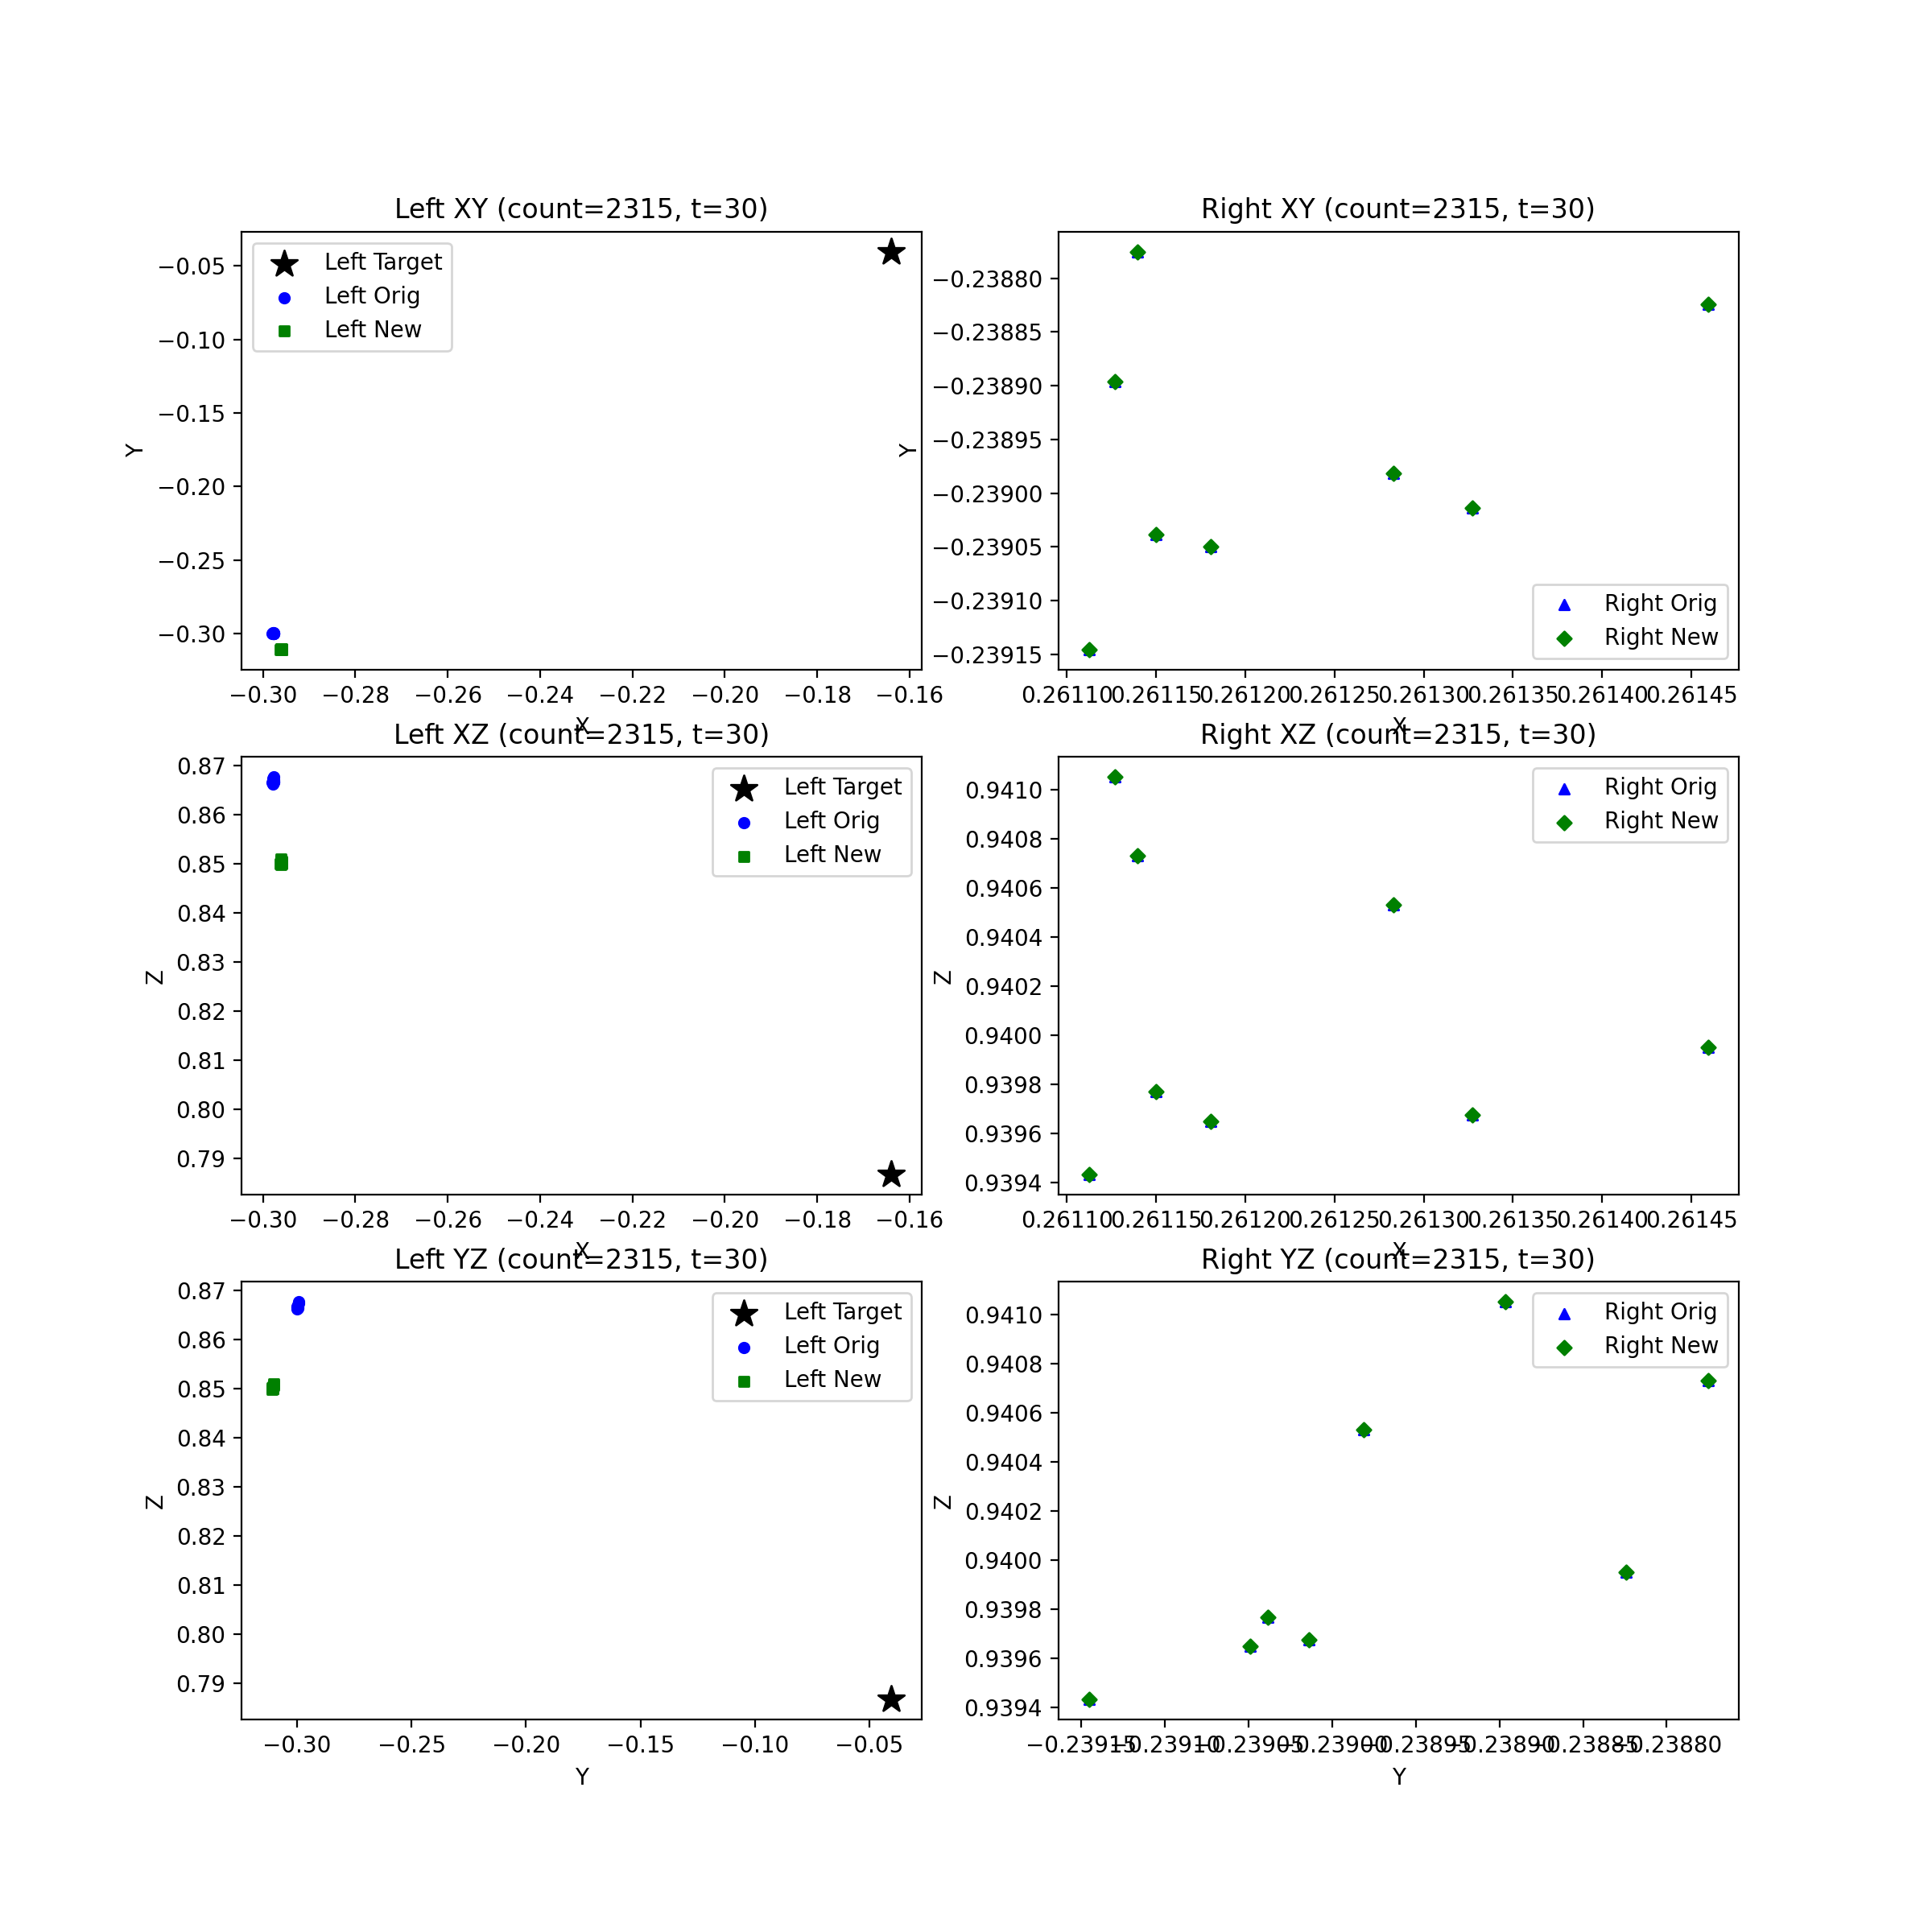 Left XY (count=2315, t=30)
Left Target
Left Orig
Left New
−0.05
−0.10
−0.15
−0.20
−0.25
−0.30
Y
−0.30 −0.28 −0.26 −0.24 −0.22 −0.20 −0.18 −0.16
X
Right XY (count=2315, t=30)
Right Orig
Right New
−0.23880
−0.23885
−0.23890
−0.23895
−0.23900
−0.23905
−0.23910
−0.23915
Y
0.26110 0.26115 0.26120 0.26125 0.26130 0.26135 0.26140 0.26145
X
Left XZ (count=2315, t=30)
Left Target
Left Orig
Left New
0.87
0.86
0.85
0.84
0.83
0.82
0.81
0.80
0.79
Z
−0.30 −0.28 −0.26 −0.24 −0.22 −0.20 −0.18 −0.16
X
Right XZ (count=2315, t=30)
Right Orig
Right New
0.9410
0.9408
0.9406
0.9404
0.9402
0.9400
0.9398
0.9396
0.9394
Z
0.26110 0.26115 0.26120 0.26125 0.26130 0.26135 0.26140 0.26145
X
Left YZ (count=2315, t=30)
Left Target
Left Orig
Left New
0.87
0.86
0.85
0.84
0.83
0.82
0.81
0.80
0.79
Z
−0.30 −0.25 −0.20 −0.15 −0.10 −0.05
Y
Right YZ (count=2315, t=30)
Right Orig
Right New
0.9410
0.9408
0.9406
0.9404
0.9402
0.9400
0.9398
0.9396
0.9394
Z
−0.23915 −0.23910 −0.23905 −0.23900 −0.23895 −0.23890 −0.23885 −0.23880
Y